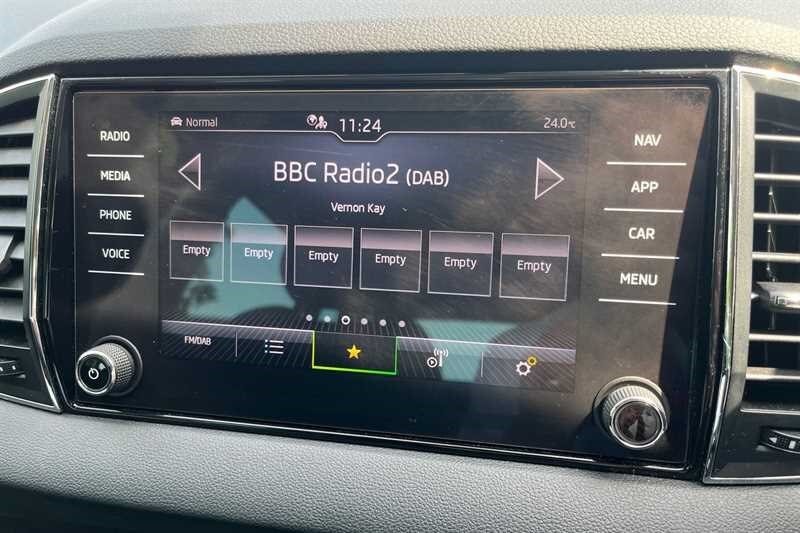 RADIO
MEDIA
PHONE
VOICE
Normal
11:24
24.0°C
BBC Radio2 (DAB)
Vernon Kay
Empty Empty Empty Empty Empty Empty
FM/DAB
NAV
APP
CAR
MENU